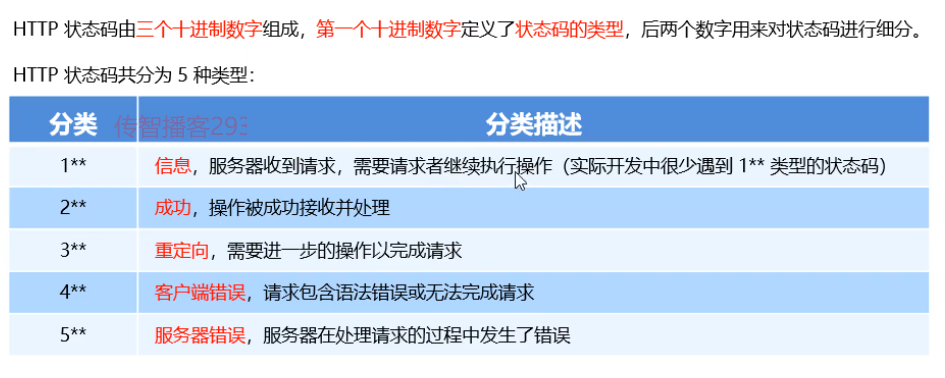 HTTP 状态码由三个十进制数字组成，第一个十进制数字定义了状态码的类型，后两个数字用来对状态码进行细分。
HTTP 状态码共分为 5 种类型：
分类 分类描述
传智播客293
1** 信息，服务器收到请求，需要请求者继续执行操作（实际开发中很少遇到 1** 类型的状态码）
2** 成功，操作被成功接收并处理
3** 重定向，需要进一步的操作以完成请求
4** 客户端错误，请求包含语法错误或无法完成请求
5** 服务器错误，服务器在处理请求的过程中发生了错误